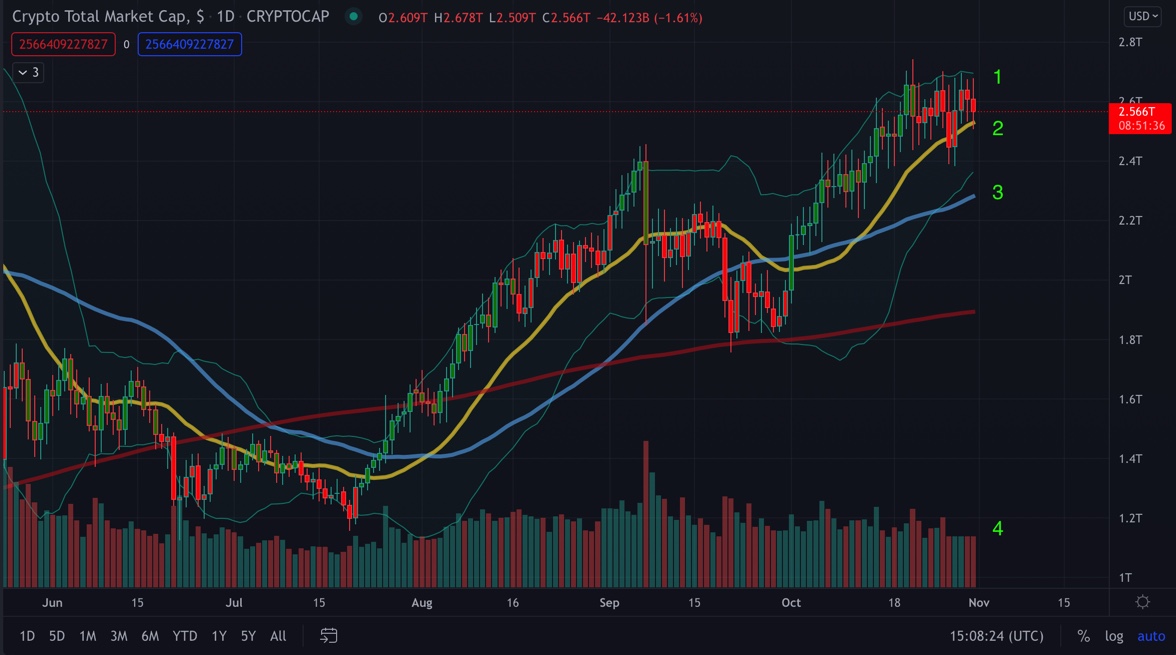 Crypto Total Market Cap, $ · 1D · CRYPTOCAP O2.609T H2.678T L2.509T C2.566T −42.123B (−1.61%)
USD
2566409227827 0 2566409227827
3
2.8T
1
2.6T
2.566T
08:51:36
2
2.4T
3
2.2T
2T
1.8T
1.6T
1.4T
1.2T
4
1T
Jun 15 Jul 15 Aug 16 Sep 15 Oct 18 Nov 15
1D 5D 1M 3M 6M YTD 1Y 5Y All 15:08:24 (UTC) % log auto